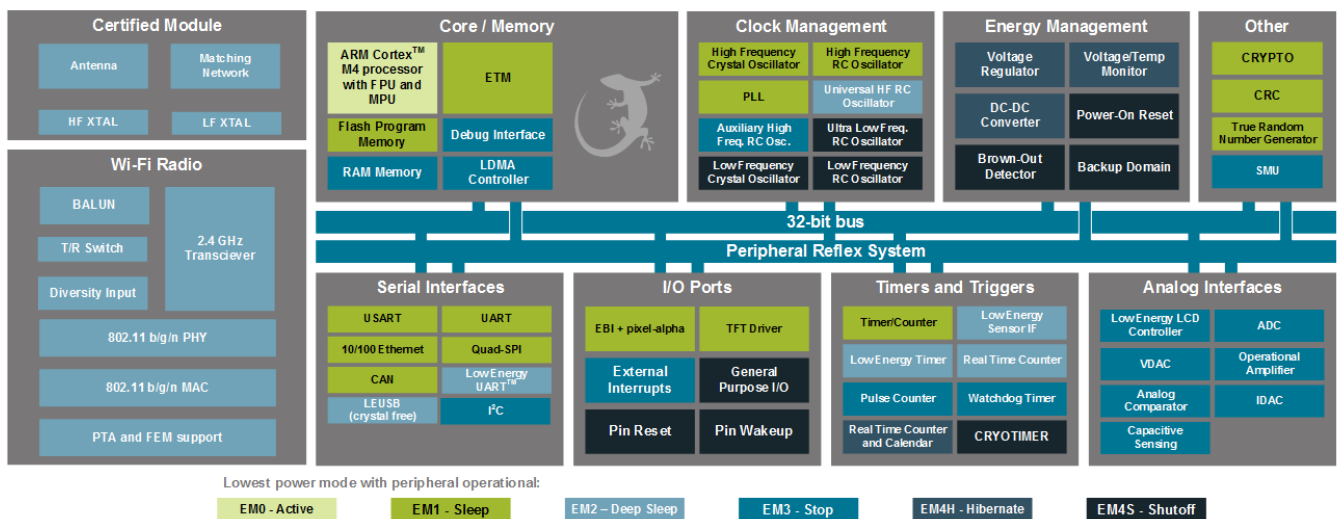 Certified Module
Antenna
Matching
Network
HF XTAL
LF XTAL
Wi-Fi Radio
BALUN
T/R Switch
Diversity Input
2.4 GHz
Transciever
802.11 b/g/n PHY
802.11 b/g/n MAC
PTA and FEM support
Core / Memory
ARM Cortex™
M4 processor
with FPU and
MPU
ETM
Flash Program
Memory
Debug Interface
RAM Memory
LDMA
Controller
Clock Management
High Frequency
Crystal Oscillator
High Frequency
RC Oscillator
PLL
Universal HF RC
Oscillator
Auxiliary High
Freq. RC Osc.
Ultra Low Freq.
RC Oscillator
Low Frequency
Crystal Oscillator
Low Frequency
RC Oscillator
Energy Management
Voltage
Regulator
Voltage/Temp
Monitor
DC-DC
Converter
Power-On Reset
Brown-Out
Detector
Backup Domain
Other
CRYPTO
CRC
True Random
Number Generator
SMU
32-bit bus
Peripheral Reflex System
Serial Interfaces
USART
UART
10/100 Ethernet
Quad-SPI
CAN
Low Energy
UART™
LEUSB
(crystal free)
I²C
I/O Ports
EBI + pixel-alpha
TFT Driver
External
Interrupts
General
Purpose I/O
Pin Reset
Pin Wakeup
Timers and Triggers
Timer/Counter
Low Energy
Sensor IF
Low Energy Timer
Real Time Counter
Pulse Counter
Watchdog Timer
Real Time Counter
and Calendar
CRYOTIMER
Analog Interfaces
Low Energy LCD
Controller
ADC
VDAC
Operational
Amplifier
Analog
Comparator
IDAC
Capacitive
Sensing
Lowest power mode with peripheral operational:
EM0 - Active
EM1 - Sleep
EM2 – Deep Sleep
EM3 - Stop
EM4H - Hibernate
EM4S - Shutoff